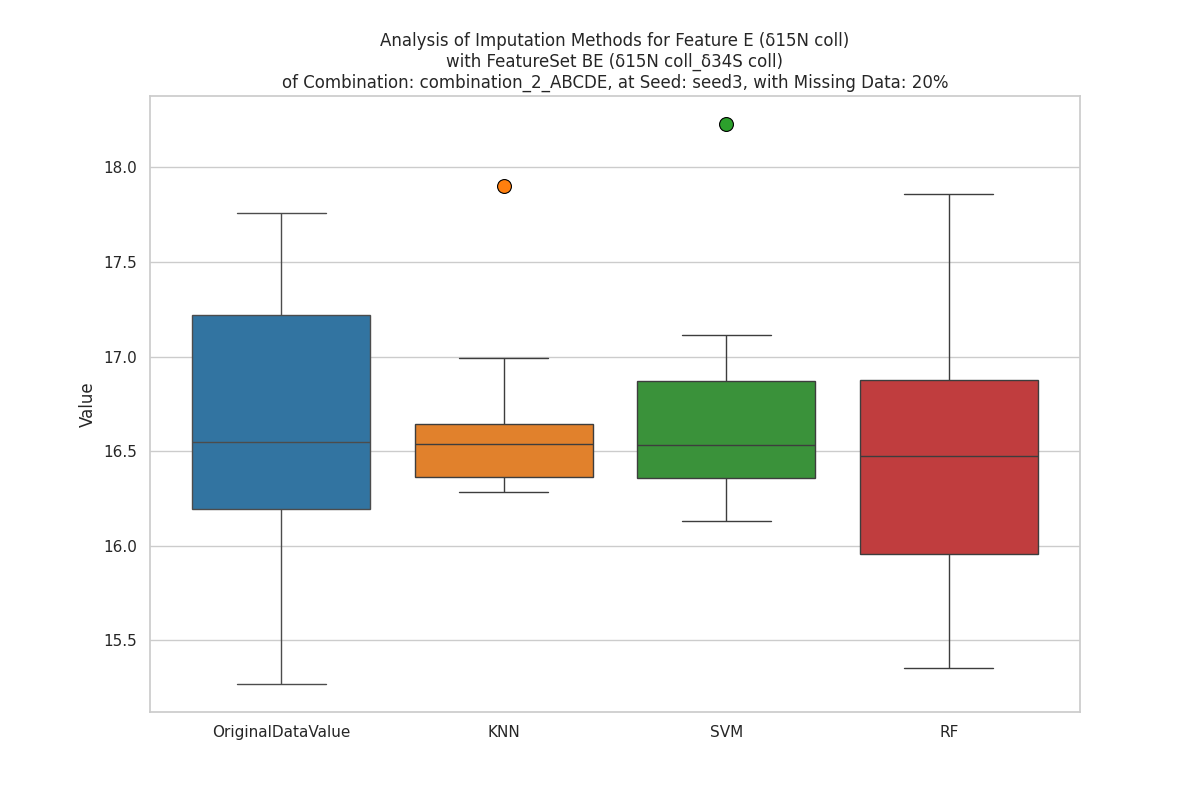 Analysis of Imputation Methods for Feature E (δ15N coll)
with FeatureSet BE (δ15N coll_δ34S coll)
of Combination: combination_2_ABCDE, at Seed: seed3, with Missing Data: 20%
18.0
17.5
17.0
16.5
16.0
15.5
Value
OriginalDataValue
KNN
SVM
RF